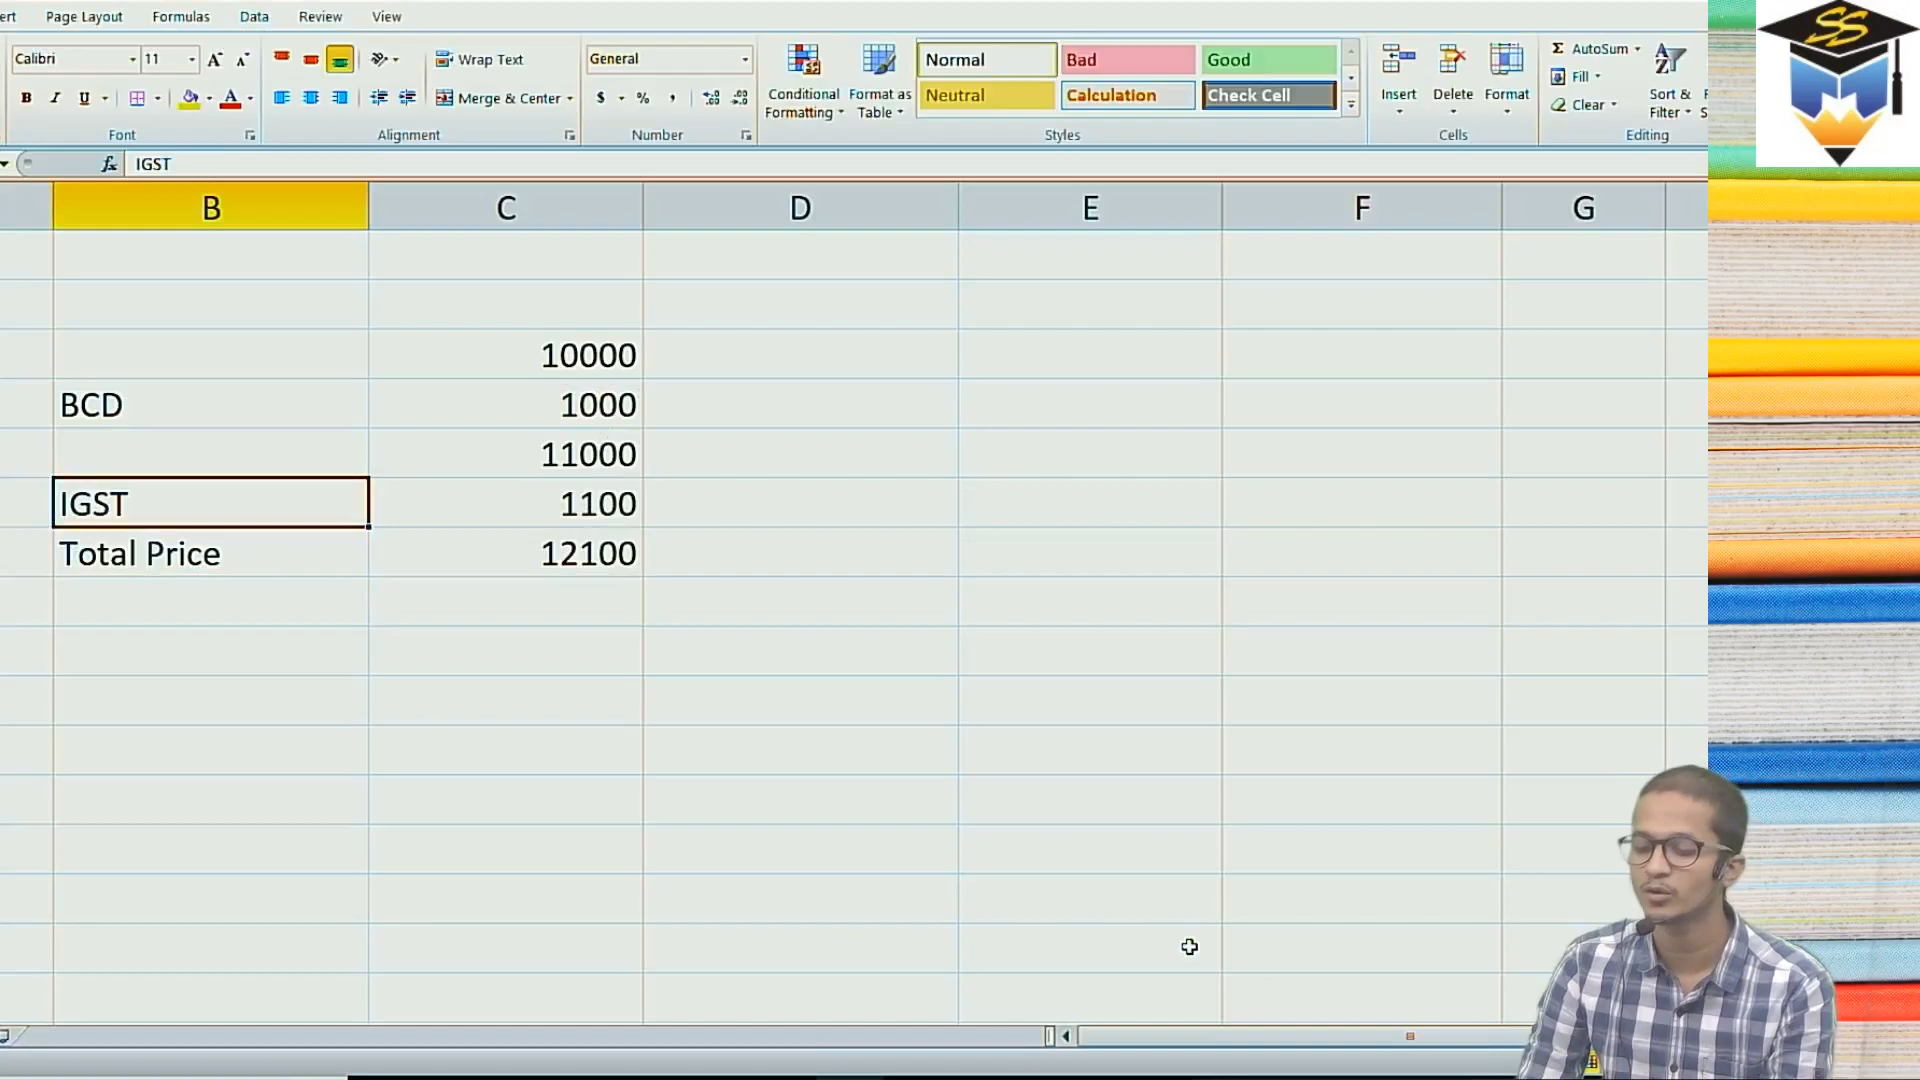 ert Page Layout Formulas Data Review View
Calibri 11 A A Wrap Text General Normal Bad Good Σ AutoSum
B I U A Merge & Center $ % , Conditional Formatting Format as Table Neutral Calculation Check Cell Insert Delete Format Fill Clear Sort & Filter
Font Alignment Number Styles Cells Editing
fx IGST
B C D E F G
10000
BCD 1000
11000
IGST 1100
Total Price 12100
SS